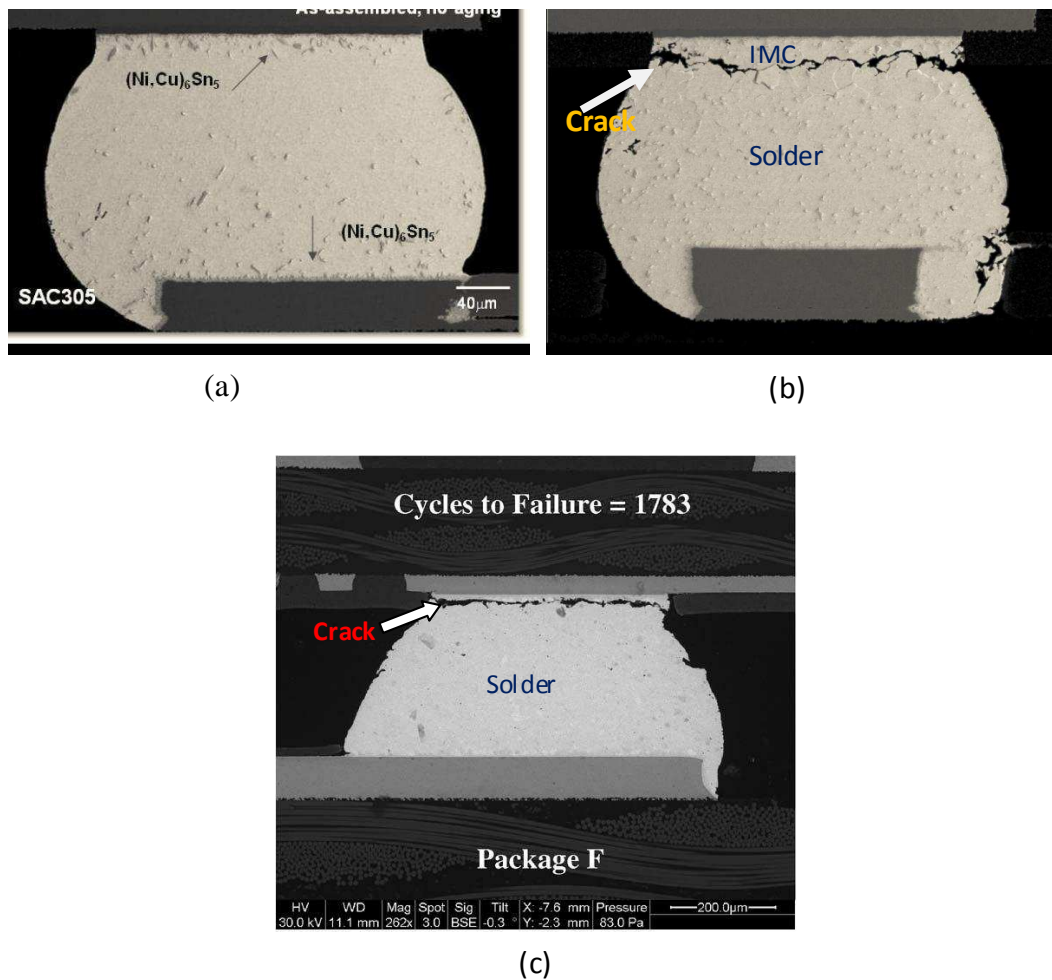 As-assembled, no aging
(Ni,Cu)6Sn5
(Ni,Cu)6Sn5
SAC305
40μm
(a)
IMC
Crack
Solder
(b)
Cycles to Failure = 1783
Crack
Solder
Package F
HV WD Mag Spot Sig Tilt X: -7.6 mm Pressure 200.0μm
30.0 kV 11.1 mm 262x 3.0 BSE -0.3 ° Y: -2.3 mm 83.0 Pa
(c)